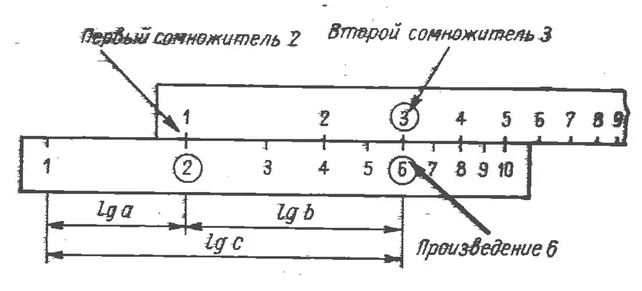 Первый сомножитель 2
Второй сомножитель 3
1 2 3 4 5 6 7 8 9
1 2 3 4 5 6 7 8 9 10
lg a
lg b
lg c
Произведение 6